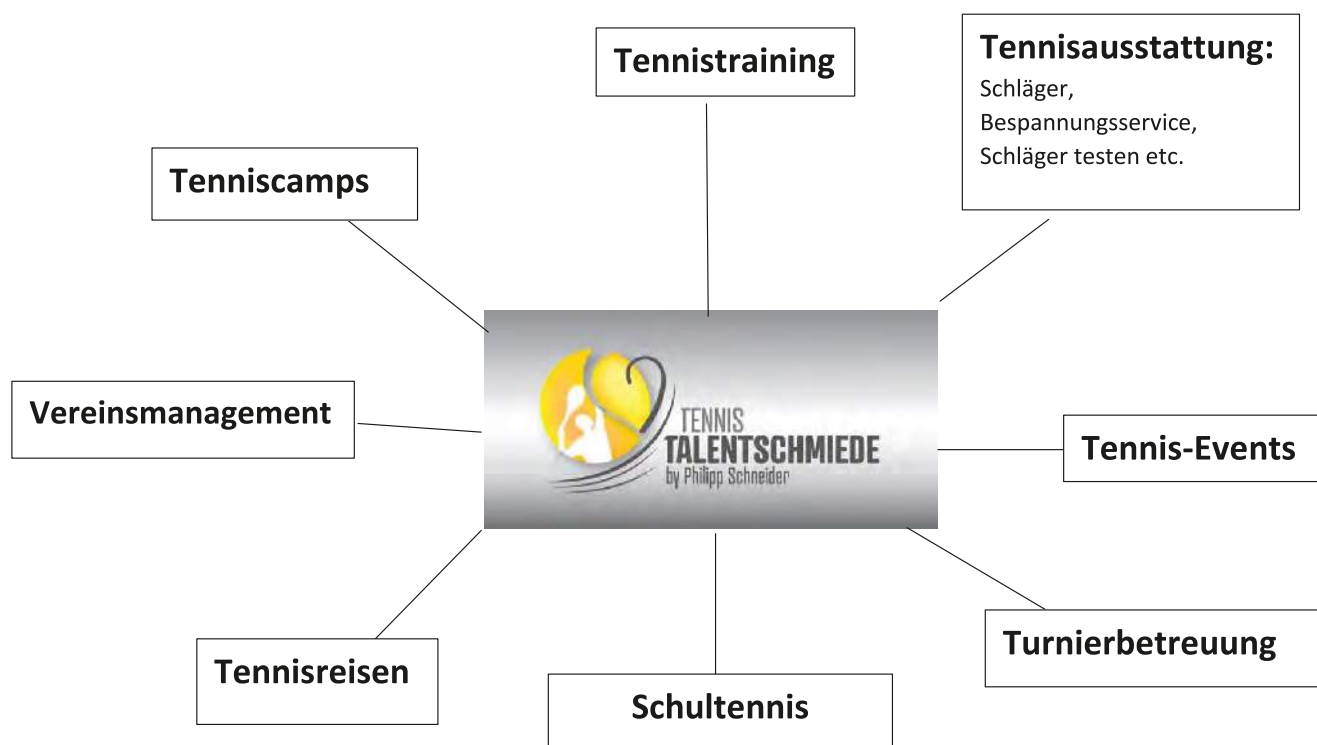 Tennistraining
Tennisausstattung:
Schläger,
Bespannungsservice,
Schläger testen etc.
Tenniscamps
Vereinsmanagement
TENNIS
TALENTSCHMIEDE
by Philipp Schneider
Tennis-Events
Turnierbetreuung
Tennisreisen
Schultennis